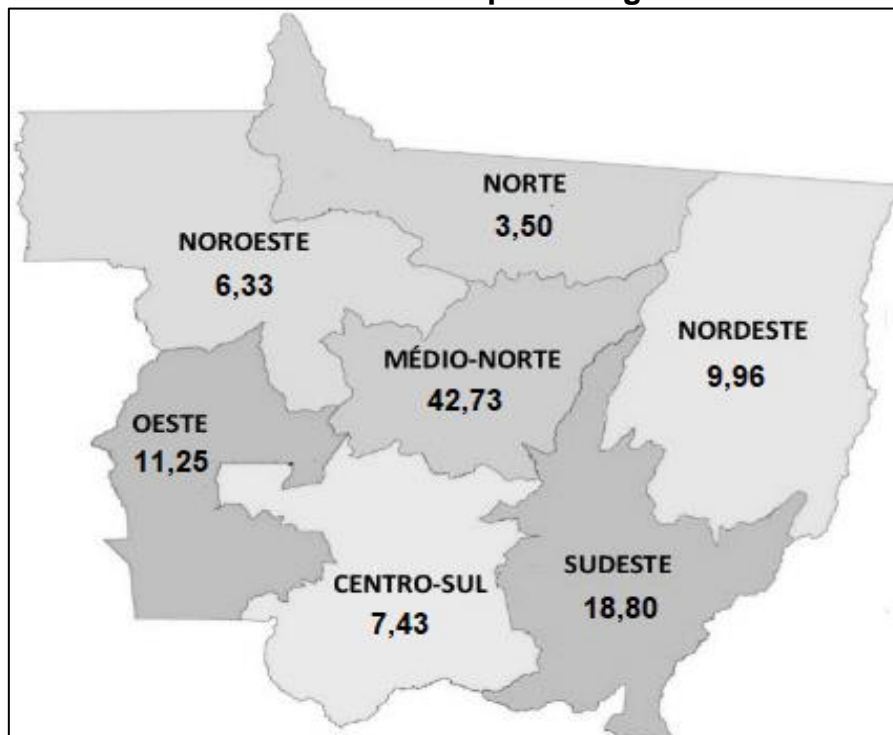 NORTE
3,50
NOROESTE
6,33
NORDESTE
9,96
MÉDIO-NORTE
42,73
OESTE
11,25
SUDESTE
18,80
CENTRO-SUL
7,43